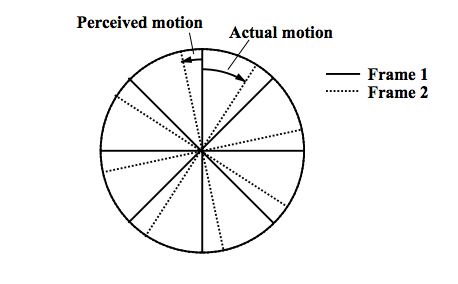 Perceived motion
Actual motion
Frame 1
Frame 2